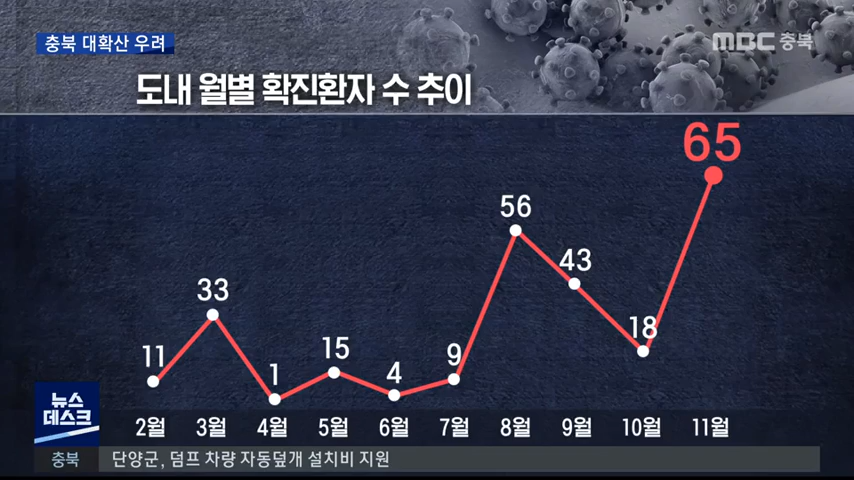 충북 대확산 우려
MBC 충북
도내 월별 확진환자 수 추이
65
56
43
33
18
15
11
9
4
1
2월 3월 4월 5월 6월 7월 8월 9월 10월 11월
뉴스
데스크
충북 단양군, 덤프 차량 자동덮개 설치비 지원